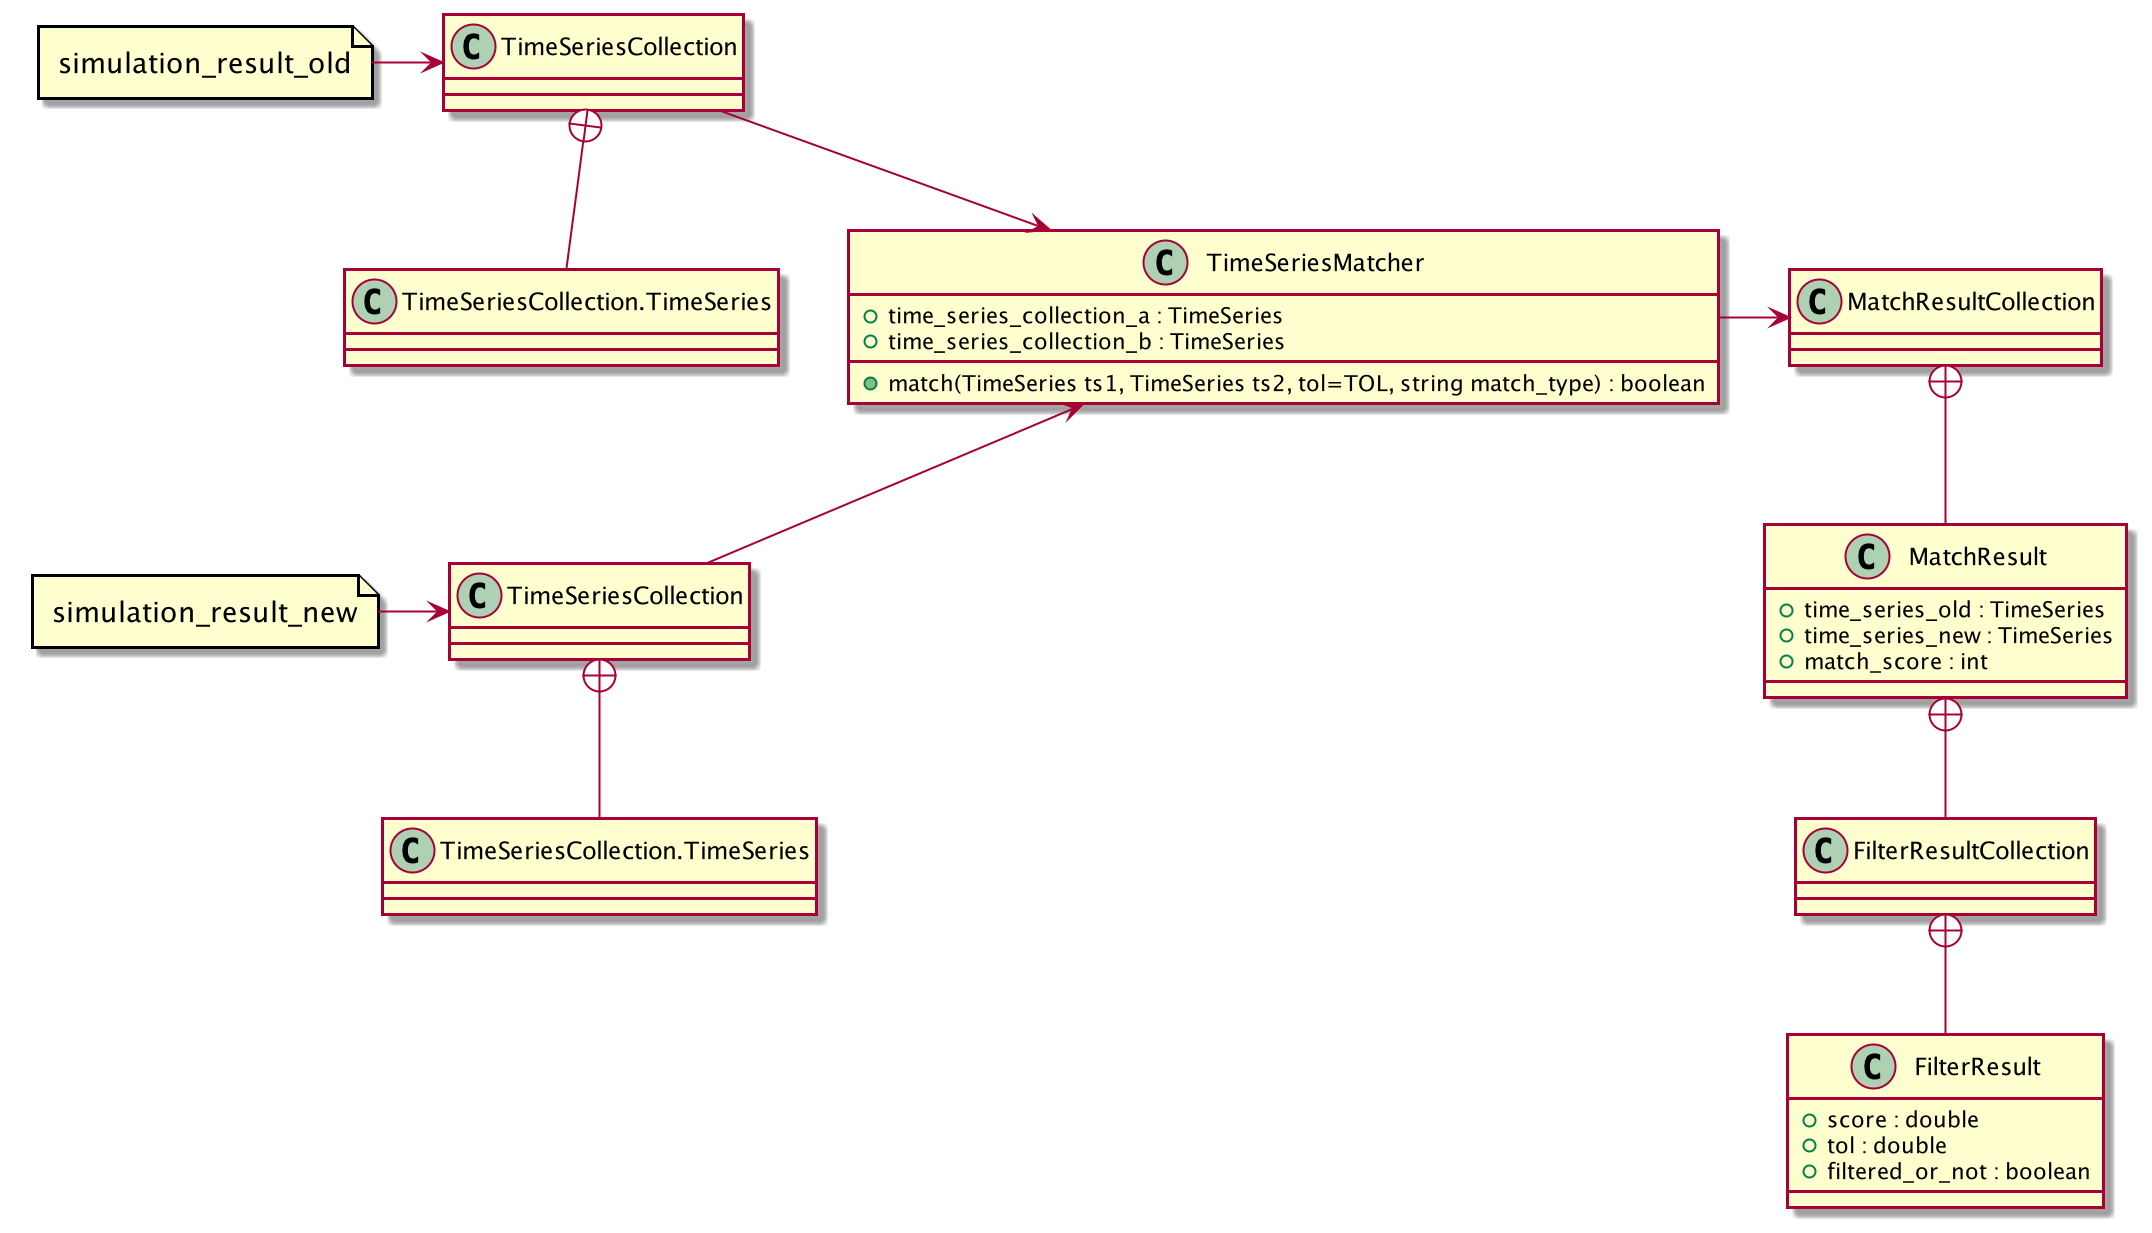 simulation_result_old
C TimeSeriesCollection
C TimeSeriesCollection.TimeSeries
C TimeSeriesMatcher
time_series_collection_a : TimeSeries
time_series_collection_b : TimeSeries
match(TimeSeries ts1, TimeSeries ts2, tol=TOL, string match_type) : boolean
C MatchResultCollection
simulation_result_new
C TimeSeriesCollection
C TimeSeriesCollection.TimeSeries
C MatchResult
time_series_old : TimeSeries
time_series_new : TimeSeries
match_score : int
C FilterResultCollection
C FilterResult
score : double
tol : double
filtered_or_not : boolean